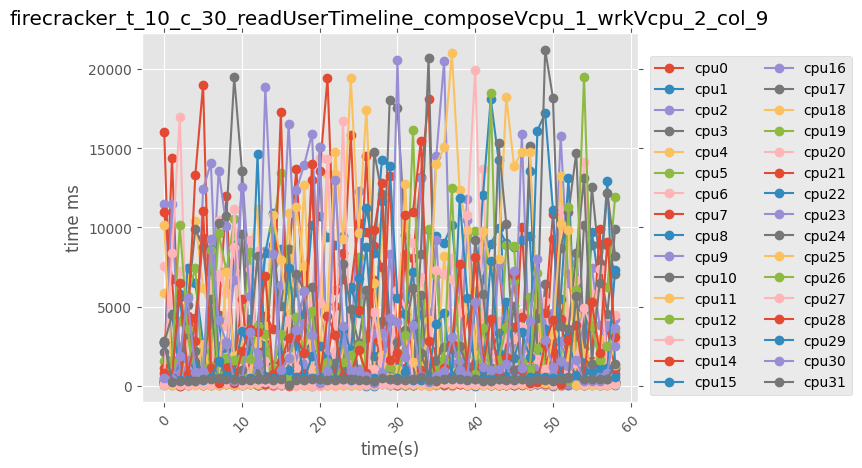 firecracker_t_10_c_30_readUserTimeline_composeVcpu_1_wrkVcpu_2_col_9
time ms
20000
15000
10000
5000
0
0
10
20
30
40
50
60
time(s)
cpu0
cpu1
cpu2
cpu3
cpu4
cpu5
cpu6
cpu7
cpu8
cpu9
cpu10
cpu11
cpu12
cpu13
cpu14
cpu15
cpu16
cpu17
cpu18
cpu19
cpu20
cpu21
cpu22
cpu23
cpu24
cpu25
cpu26
cpu27
cpu28
cpu29
cpu30
cpu31